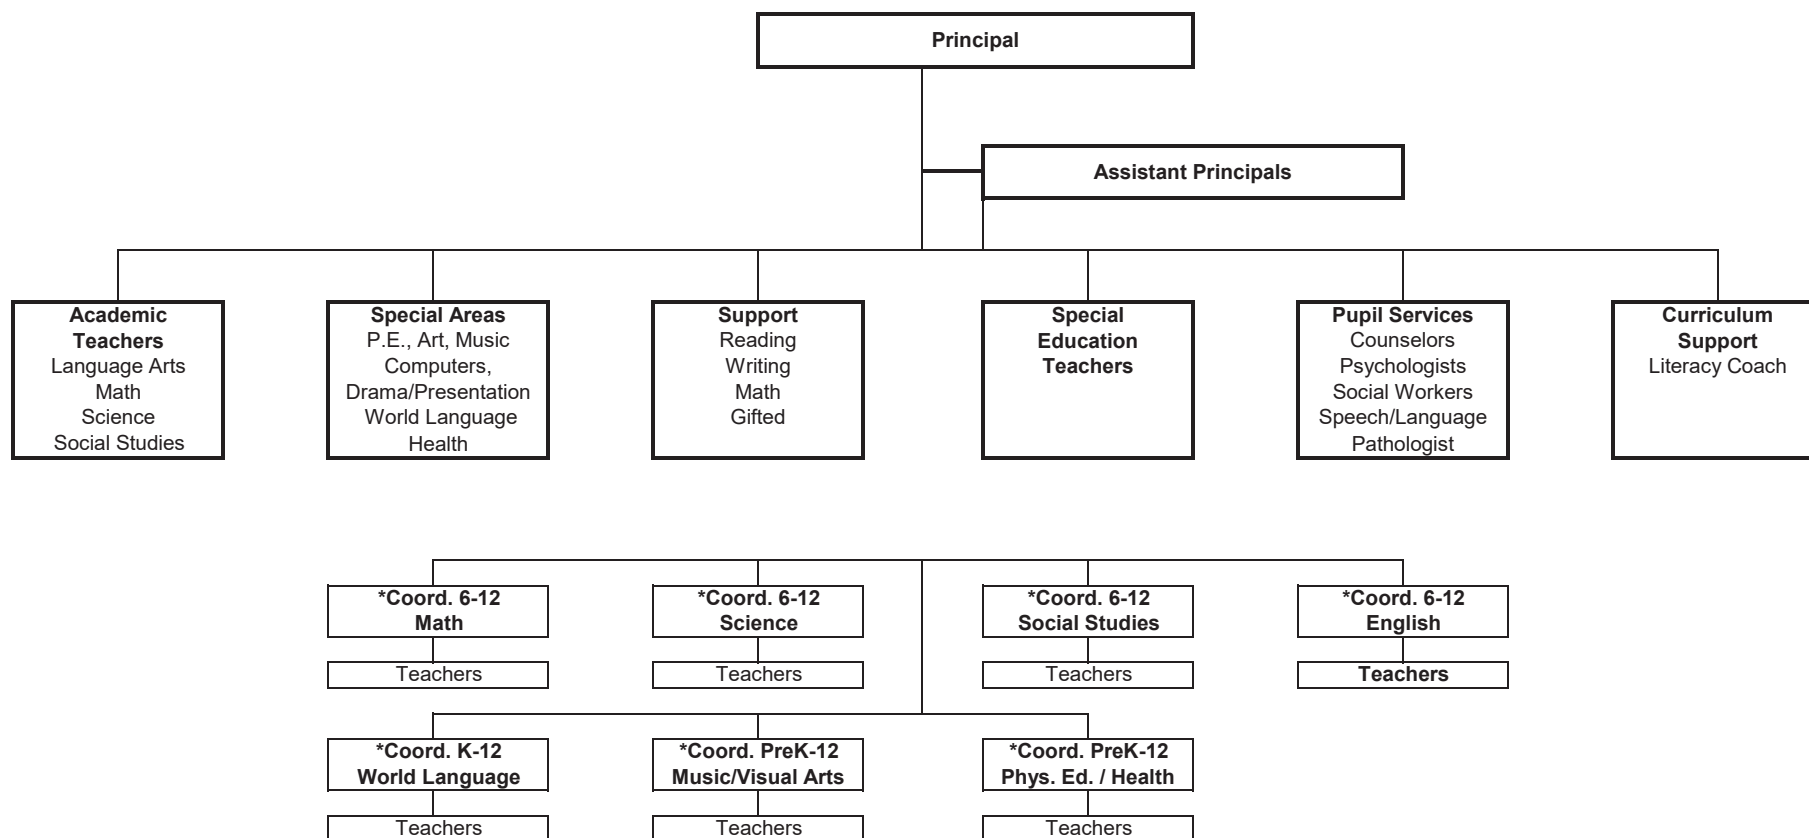 Principal
Assistant Principals
Academic
Teachers
Language Arts
Math
Science
Social Studies
Special Areas
P.E., Art, Music
Computers,
Drama/Presentation
World Language
Health
Support
Reading
Writing
Math
Gifted
Special
Education
Teachers
Pupil Services
Counselors
Psychologists
Social Workers
Speech/Language
Pathologist
Curriculum
Support
Literacy Coach
*Coord. 6-12
Math
Teachers
*Coord. 6-12
Science
Teachers
*Coord. 6-12
Social Studies
Teachers
*Coord. 6-12
English
Teachers
*Coord. K-12
World Language
Teachers
*Coord. PreK-12
Music/Visual Arts
Teachers
*Coord. PreK-12
Phys. Ed. / Health
Teachers